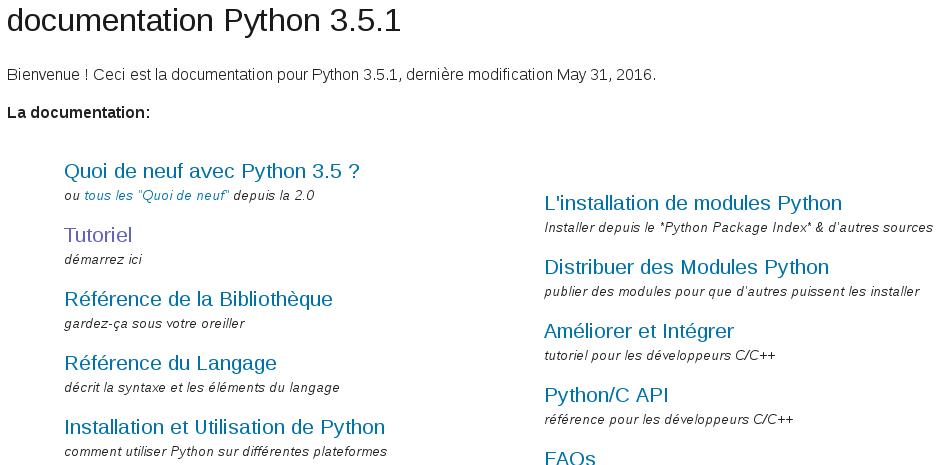 documentation Python 3.5.1
Bienvenue ! Ceci est la documentation pour Python 3.5.1, dernière modification May 31, 2016.
La documentation:
Quoi de neuf avec Python 3.5 ?
ou tous les "Quoi de neuf" depuis la 2.0
Tutoriel
démarrez ici
Référence de la Bibliothèque
gardez-ça sous votre oreiller
Référence du Langage
décrit la syntaxe et les éléments du langage
Installation et Utilisation de Python
comment utiliser Python sur différentes plateformes
L'installation de modules Python
Installer depuis le *Python Package Index* & d'autres sources
Distribuer des Modules Python
publier des modules pour que d'autres puissent les installer
Améliorer et Intégrer
tutoriel pour les développeurs C/C++
Python/C API
référence pour les développeurs C/C++
FAQs